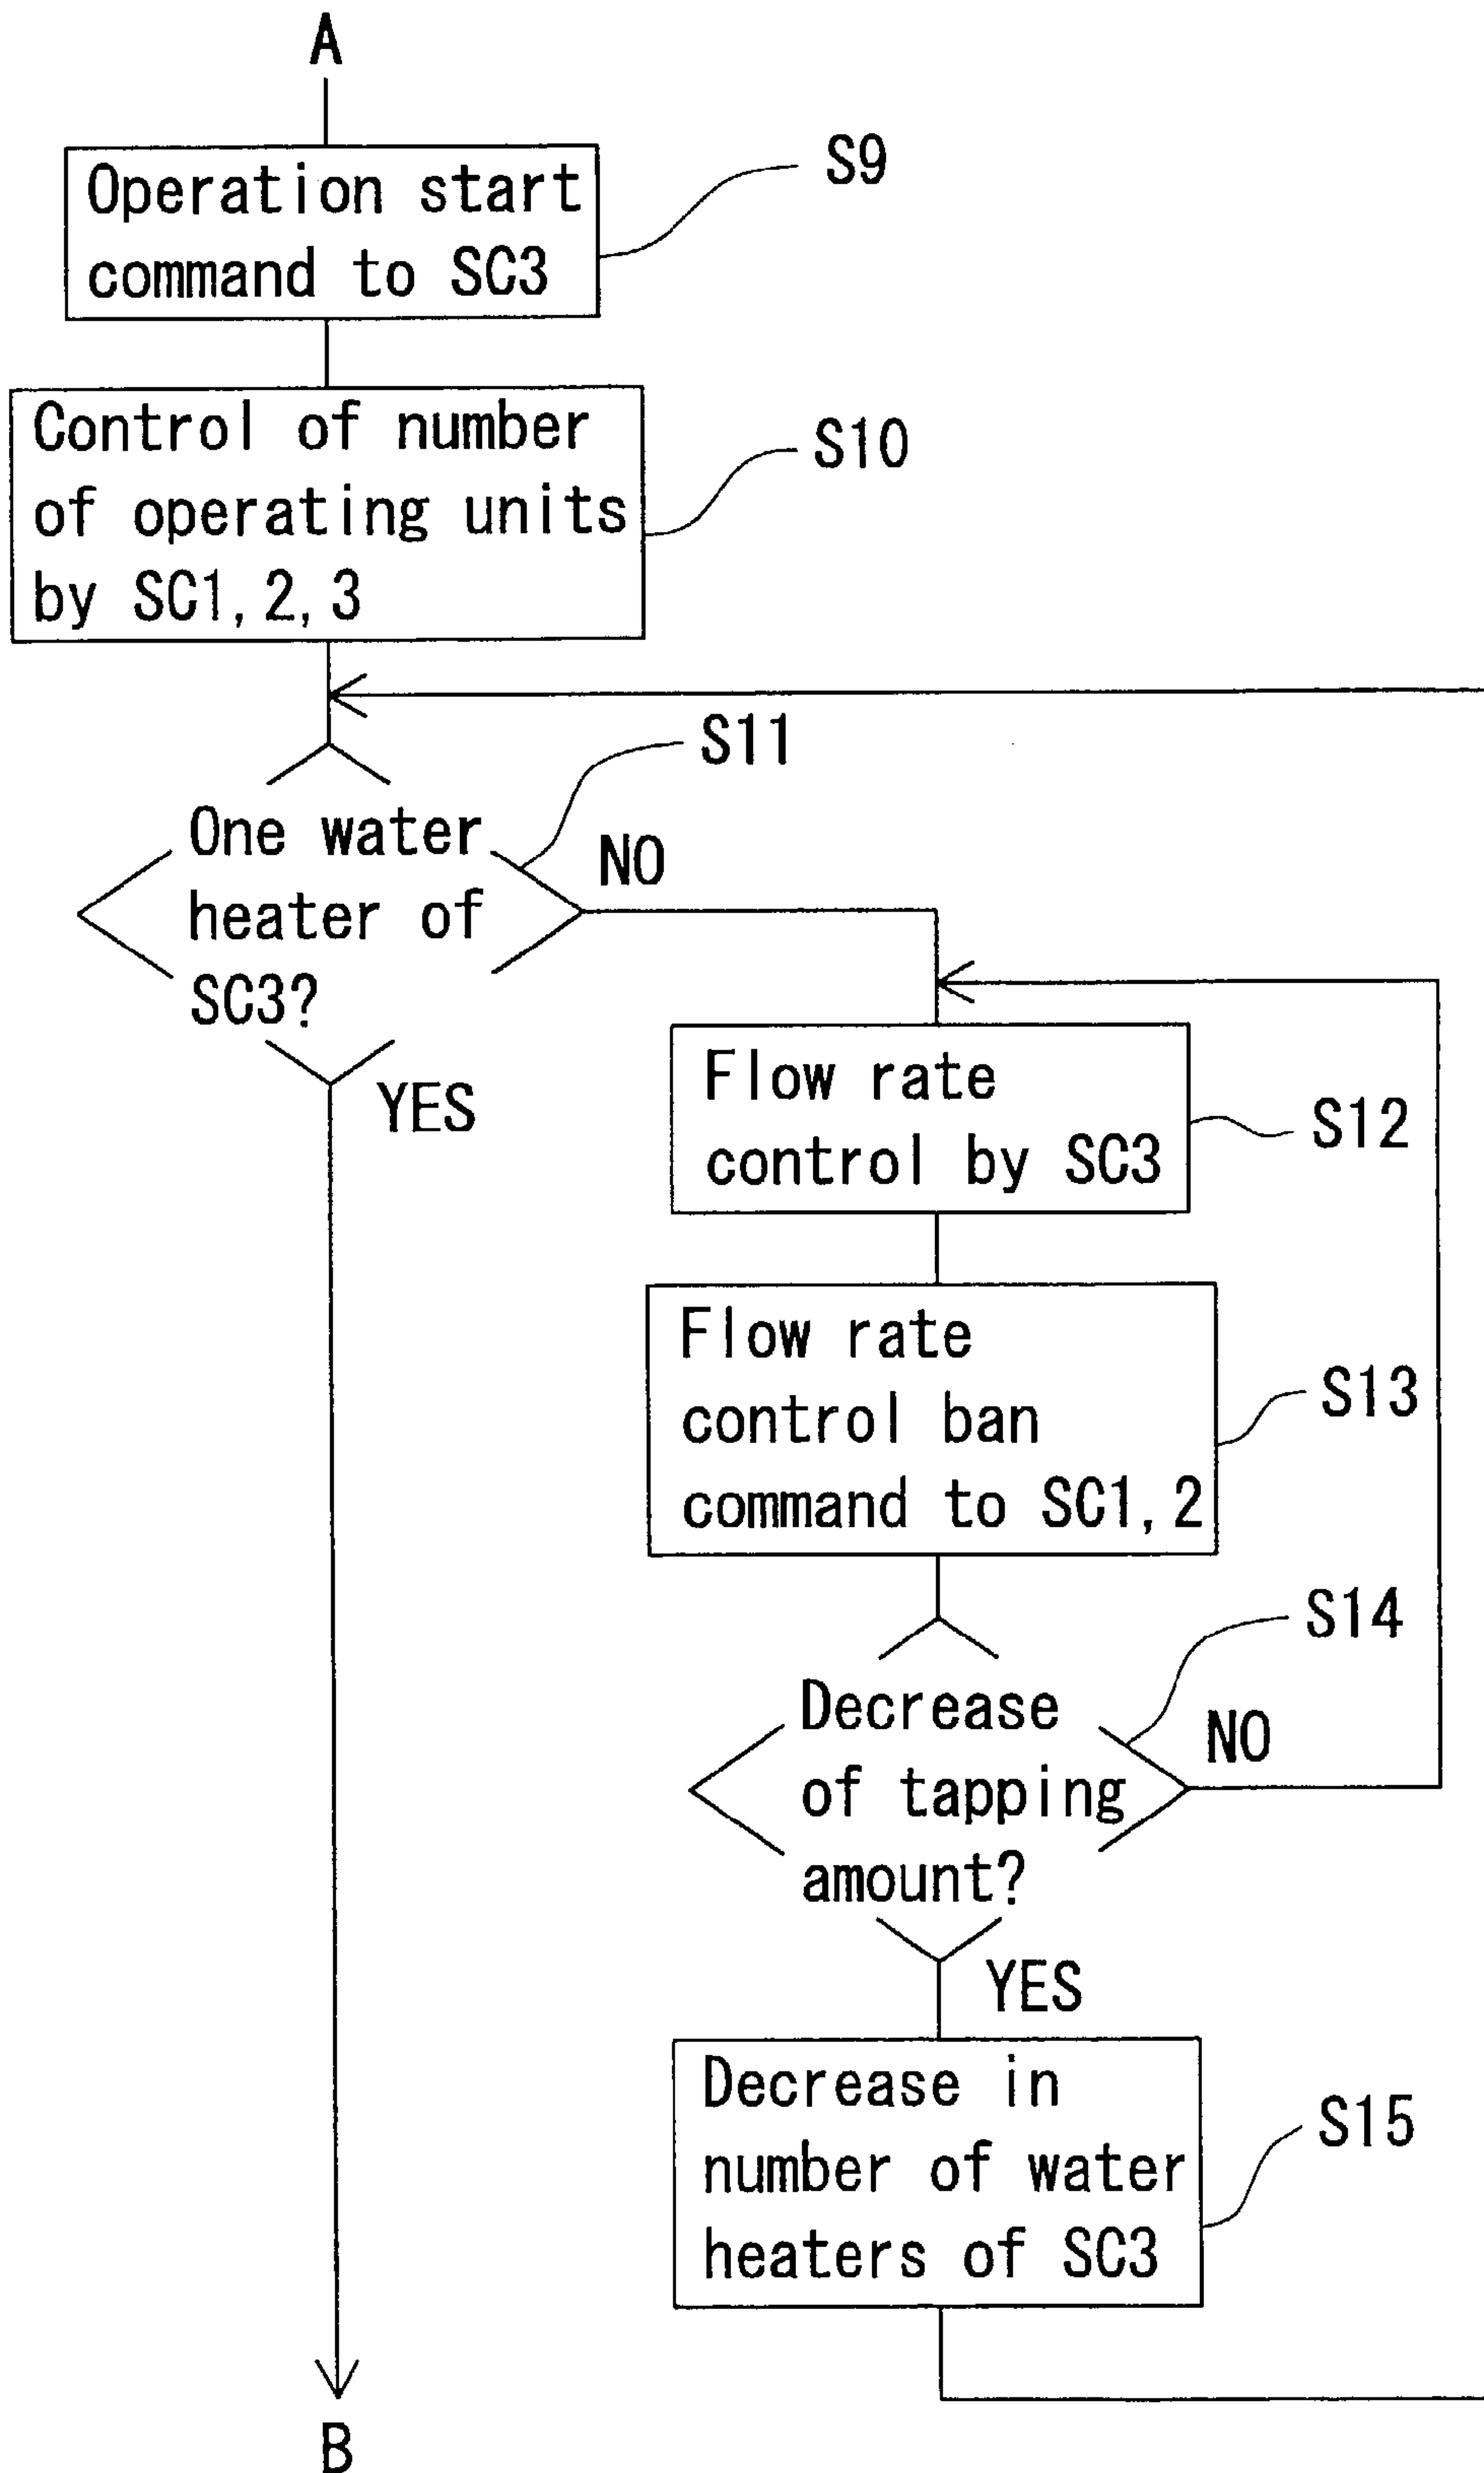 A
Operation start
command to SC3
S9
Control of number
of operating units
by SC1,2,3
S10
S11
One water
heater of
SC3?
NO
YES
Flow rate
control by SC3
S12
Flow rate
control ban
command to SC1,2
S13
S14
Decrease
of tapping
amount?
NO
YES
Decrease in
number of water
heaters of SC3
S15
B